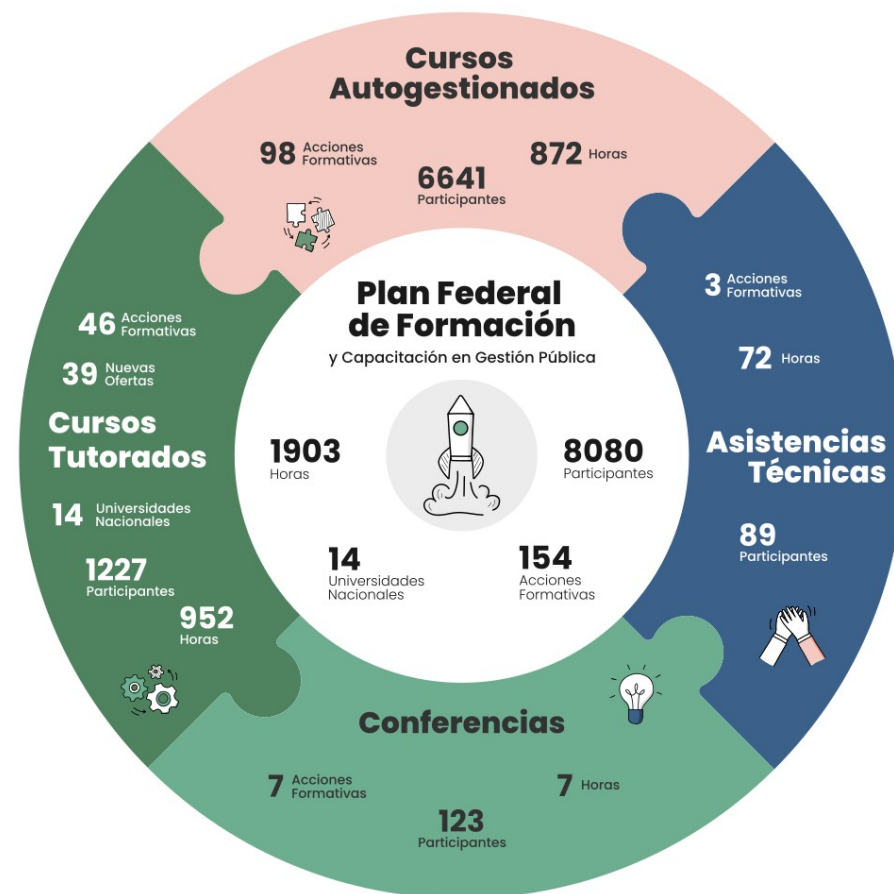 Cursos
Autogestionados
98 Acciones
Formativas
6641
Participantes
872 Horas
3 Acciones
Formativas
72 Horas
Asistencias
Técnicas
89
Participantes
46 Acciones
Formativas
39 Nuevas
Ofertas
Cursos
Tutorados
14 Universidades
Nacionales
1227
Participantes
952
Horas
Plan Federal
de Formación
y Capacitación en Gestión Pública
1903
Horas
8080
Participantes
14
Universidades
Nacionales
154
Acciones
Formativas
Conferencias
7 Acciones
Formativas
123
Participantes
7 Horas